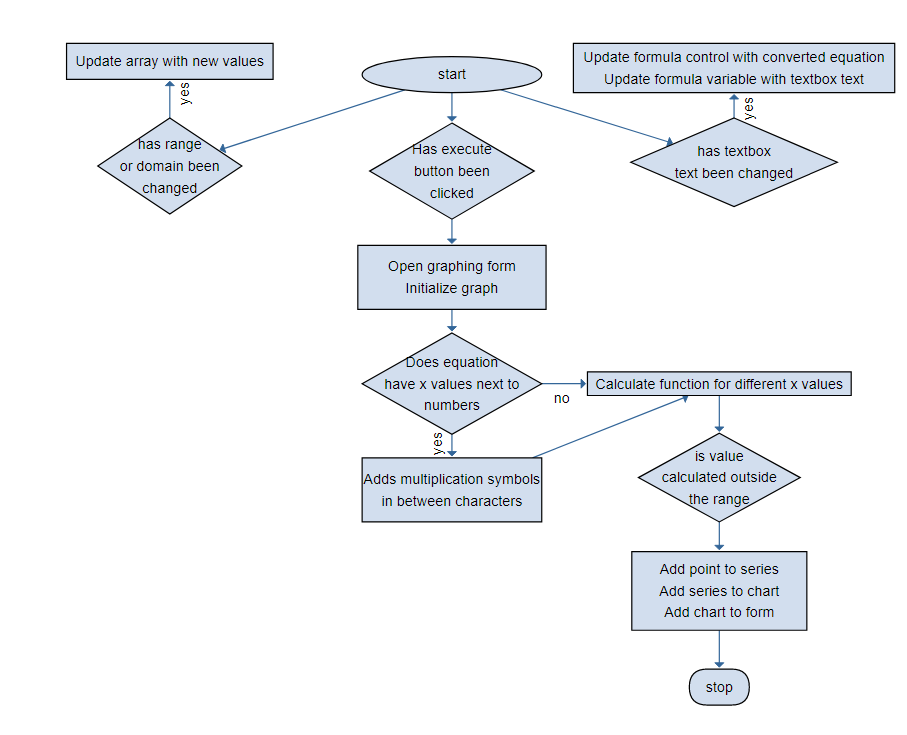 Update array with new values
start
Update formula control with converted equation
Update formula variable with textbox text
yes
yes
has range
or domain been
changed
Has execute
button been
clicked
has textbox
text been changed
Open graphing form
Initialize graph
Does equation
have x values next to
numbers
no
Calculate function for different x values
yes
Adds multiplication symbols
in between characters
is value
calculated outside
the range
Add point to series
Add series to chart
Add chart to form
stop